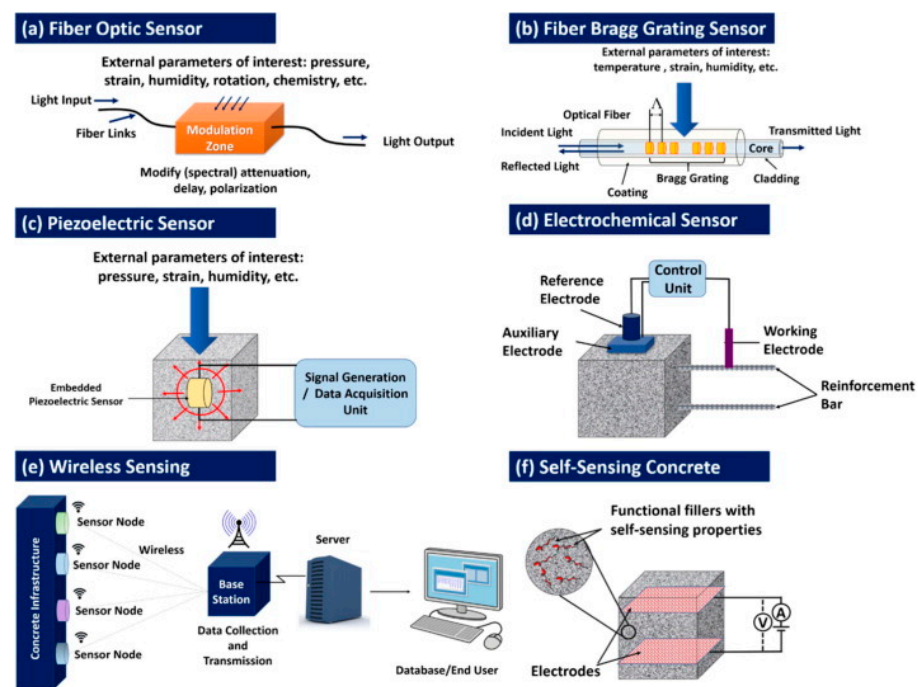 (a) Fiber Optic Sensor
External parameters of interest: pressure,
strain, humidity, rotation, chemistry, etc.
Light Input
Fiber Links
Modulation
Zone
Light Output
Modify (spectral) attenuation,
delay, polarization
(b) Fiber Bragg Grating Sensor
External parameters of interest:
temperature , strain, humidity, etc.
Optical Fiber
Incident Light
Transmitted Light
Reflected Light
Core
Coating
Bragg Grating
Cladding
(c) Piezoelectric Sensor
External parameters of interest:
pressure, strain, humidity, etc.
Embedded
Piezoelectric Sensor
Signal Generation
/ Data Acquisition
Unit
(d) Electrochemical Sensor
Reference
Electrode
Control
Unit
Auxiliary
Electrode
Working
Electrode
Reinforcement
Bar
(e) Wireless Sensing
Concrete Infrastructure
Sensor Node
Sensor Node
Sensor Node
Sensor Node
Wireless
Base
Station
Data Collection
and
Transmission
Server
Database/End User
(f) Self-Sensing Concrete
Functional fillers with
self-sensing properties
Electrodes
V
A